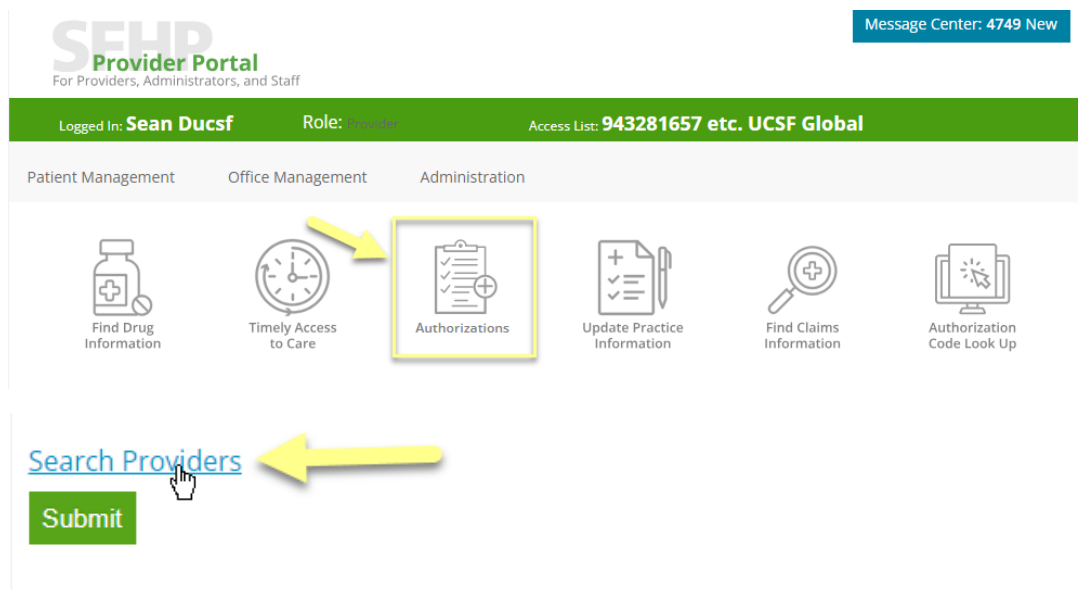 Message Center: 4749 New
SFHP
Provider Portal
For Providers, Administrators, and Staff
Logged In: Sean Ducsf Role: Provider Access List: 943281657 etc. UCSF Global
Patient Management Office Management Administration
Find Drug
Information
Timely Access
to Care
Authorizations
Update Practice
Information
Find Claims
Information
Authorization
Code Look Up
Search Providers
Submit